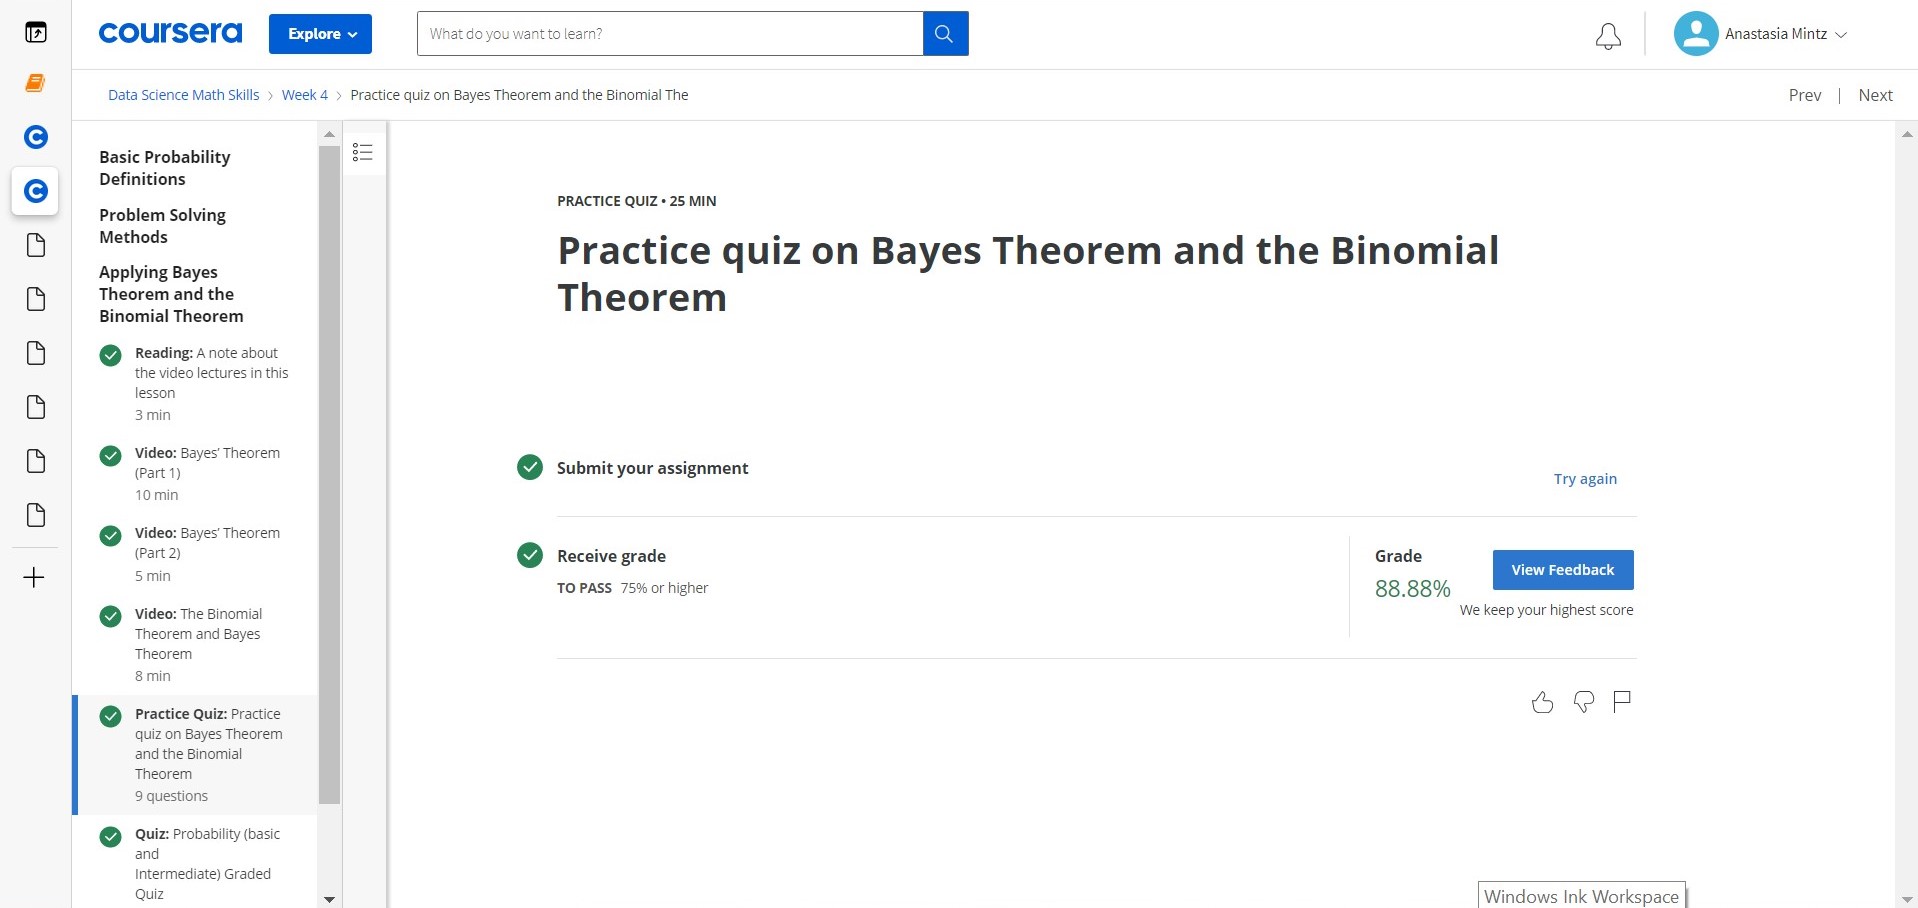 coursera
Explore
What do you want to learn?
Anastasia Mintz
Data Science Math Skills > Week 4 > Practice quiz on Bayes Theorem and the Binomial The
Prev | Next
Basic Probability
Definitions
Problem Solving
Methods
Applying Bayes
Theorem and the
Binomial Theorem
Reading: A note about
the video lectures in this
lesson
3 min
Video: Bayes’ Theorem
(Part 1)
10 min
Video: Bayes’ Theorem
(Part 2)
5 min
Video: The Binomial
Theorem and Bayes
Theorem
8 min
Practice Quiz: Practice
quiz on Bayes Theorem
and the Binomial
Theorem
9 questions
Quiz: Probability (basic
and
Intermediate) Graded
Quiz
PRACTICE QUIZ • 25 MIN
Practice quiz on Bayes Theorem and the Binomial
Theorem
Submit your assignment
Try again
Receive grade
TO PASS 75% or higher
Grade
88.88%
View Feedback
We keep your highest score
Windows Ink Workspace